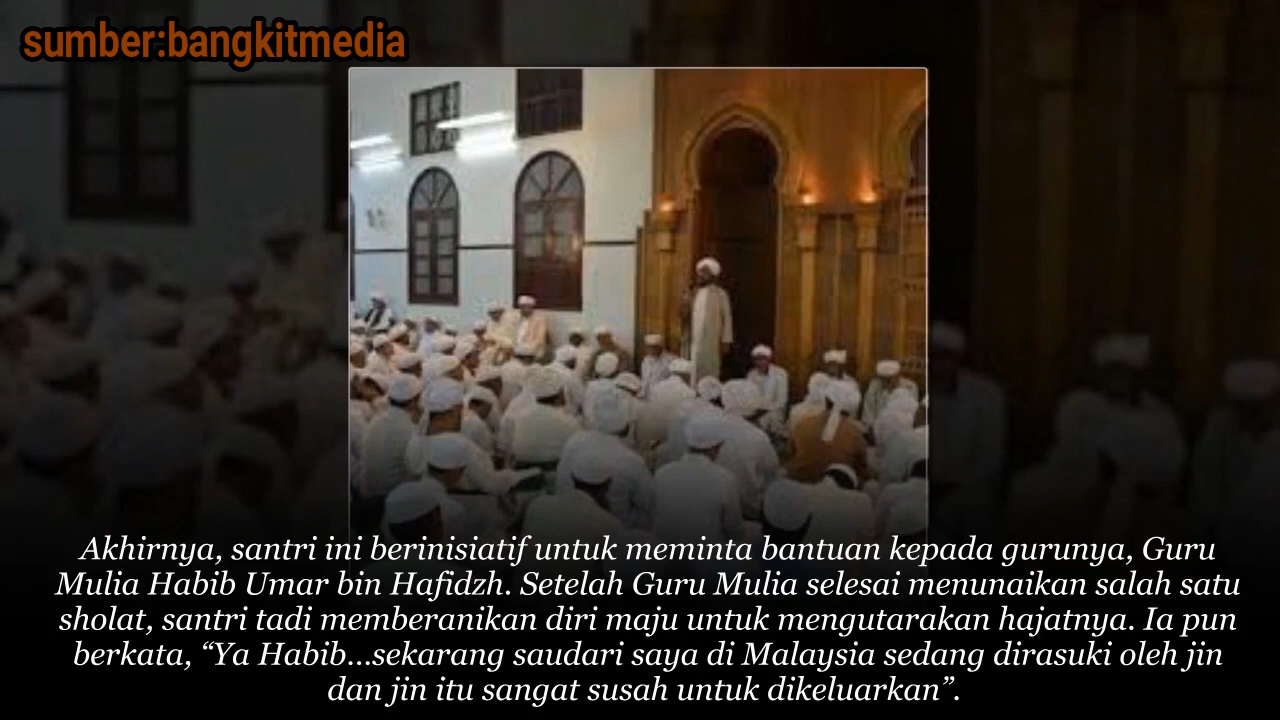 sumber:bangkitmedia
Akhirnya, santri ini berinisiatif untuk meminta bantuan kepada gurunya, Guru
Mulia Habib Umar bin Hafidzh. Setelah Guru Mulia selesai menunaikan salah satu
sholat, santri tadi memberanikan diri maju untuk mengutarakan hajatnya. Ia pun
berkata, “Ya Habib...sekarang saudari saya di Malaysia sedang dirasuki oleh jin
dan jin itu sangat susah untuk dikeluarkan”.